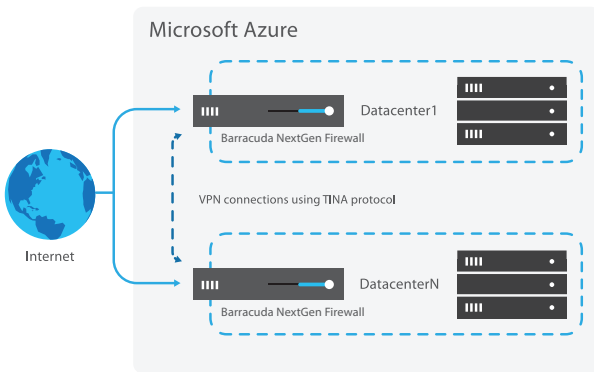 Microsoft Azure
Datacenter1
Barracuda NextGen Firewall
VPN connections using TINA protocol
Internet
DatacenterN
Barracuda NextGen Firewall